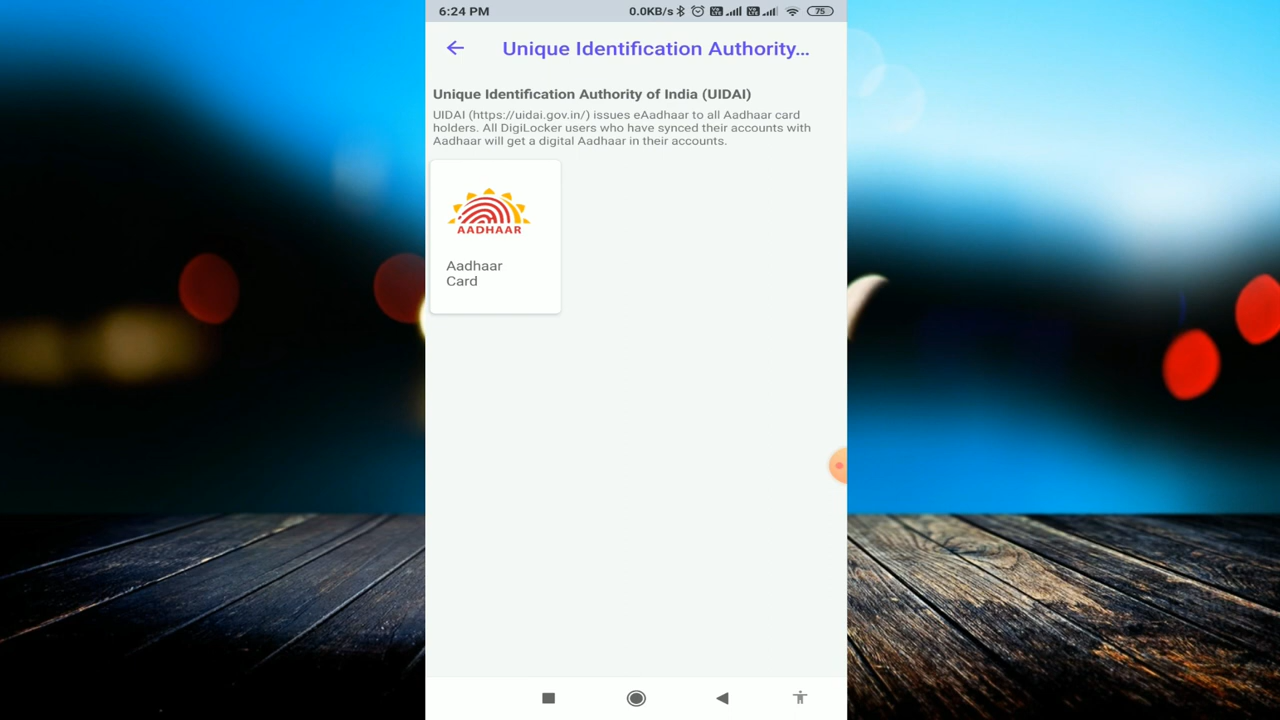 6:24 PM 0.0KB/s 75
Unique Identification Authority...
Unique Identification Authority of India (UIDAI)
UIDAI (https://uidai.gov.in/) issues eAadhaar to all Aadhaar card
holders. All DigiLocker users who have synced their accounts with
Aadhaar will get a digital Aadhaar in their accounts.
AADHAAR
Aadhaar
Card